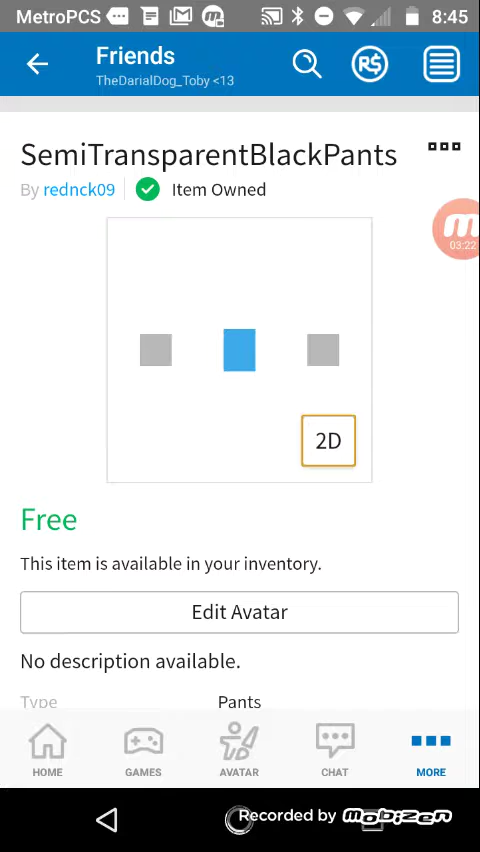 MetroPCS 8:45
Friends
TheDarialDog_Toby <13
R$
SemiTransparentBlackPants
By rednck09 Item Owned
03:22
2D
Free
This item is available in your inventory.
Edit Avatar
No description available.
Type Pants
HOME GAMES AVATAR CHAT MORE
Recorded by Mobizen